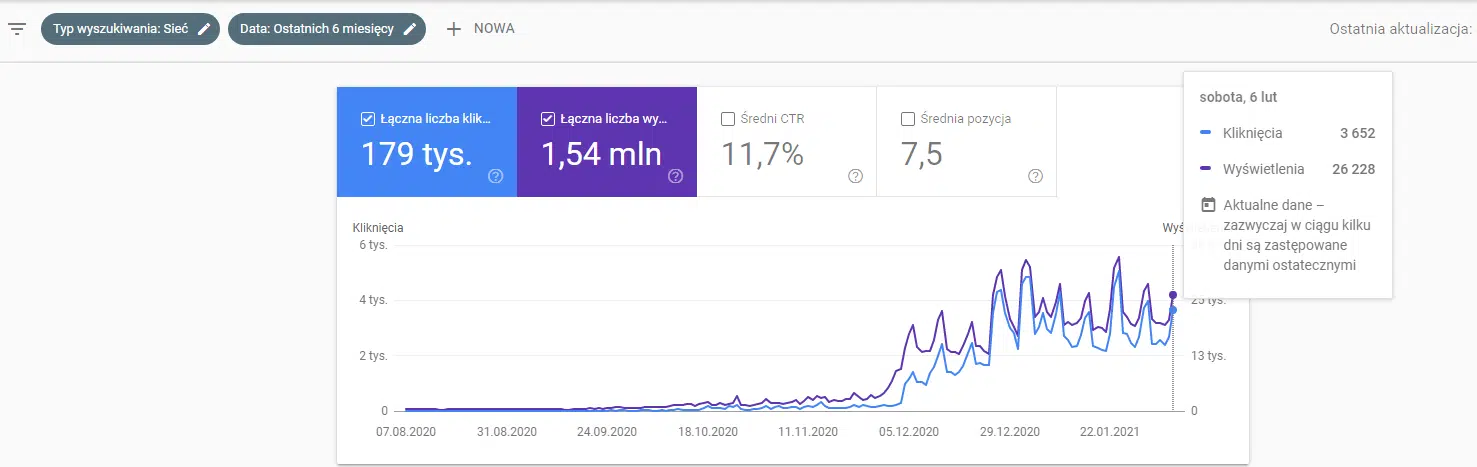 Typ wyszukiwania: Sieć
Data: Ostatnich 6 miesięcy
NOWA
Ostatnia aktualizacja:
Łączna liczba klik…
Łączna liczba wy…
Średni CTR
Średnia pozycja
179 tys.
1,54 mln
11,7%
7,5
sobota, 6 lut
Kliknięcia 3 652
Wyświetlenia 26 228
Aktualne dane –
zazwyczaj w ciągu kilku
dni są zastępowane
danymi ostatecznymi
Kliknięcia
6 tys.
4 tys.
2 tys.
0
25 tys.
13 tys.
0
07.08.2020
31.08.2020
24.09.2020
18.10.2020
11.11.2020
05.12.2020
29.12.2020
22.01.2021